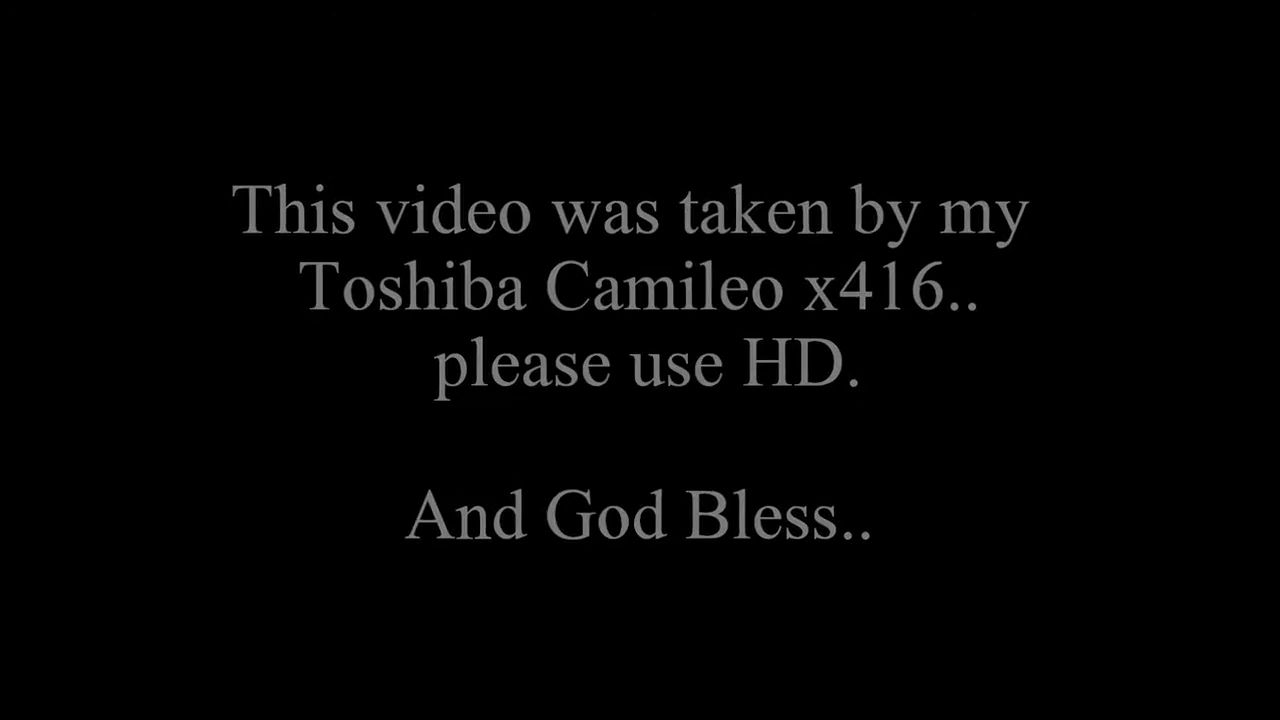 This video was taken by my
Toshiba Camileo x416..
please use HD.
And God Bless..